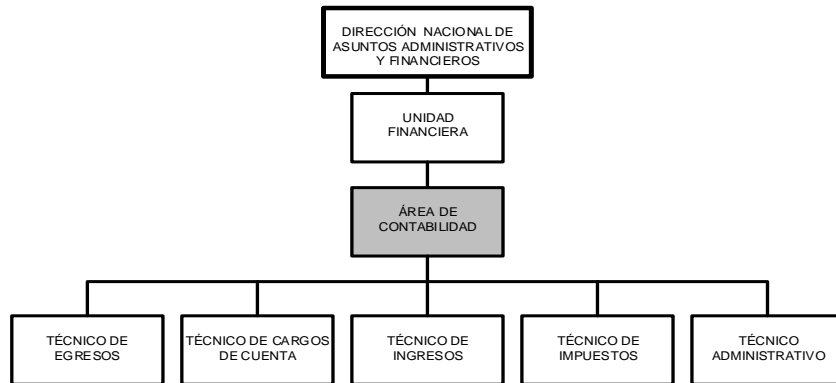 DIRECCIÓN NACIONAL DE
ASUNTOS ADMINISTRATIVOS
Y FINANCIEROS
UNIDAD
FINANCIERA
ÁREA DE
CONTABILIDAD
TÉCNICO DE
EGRESOS
TÉCNICO DE CARGOS
DE CUENTA
TÉCNICO DE
INGRESOS
TÉCNICO DE
IMPUESTOS
TÉCNICO
ADMINISTRATIVO